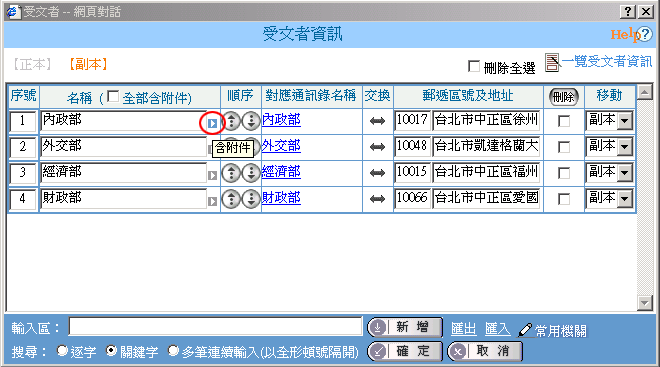 受文者 -- 網頁對話
受文者資訊
Help?
【正本】 【副本】 刪除全選 一覽受文者資訊
序號 名稱 (全部含附件) 順序 對應通訊錄名稱 交換 郵遞區號及地址 刪除 移動
1 內政部 內政部 10017 台北市中正區徐州 副本
2 外交部 外交部 10048 台北市凱達格蘭大 副本
含附件
3 經濟部 經濟部 10015 台北市中正區福州 副本
4 財政部 財政部 10066 台北市中正區愛國 副本
輸入區： 新 增 匯出 匯入 常用機關
搜尋： 逐字 關鍵字 多筆連續輸入(以全形頓號隔開) 確 定 取 消